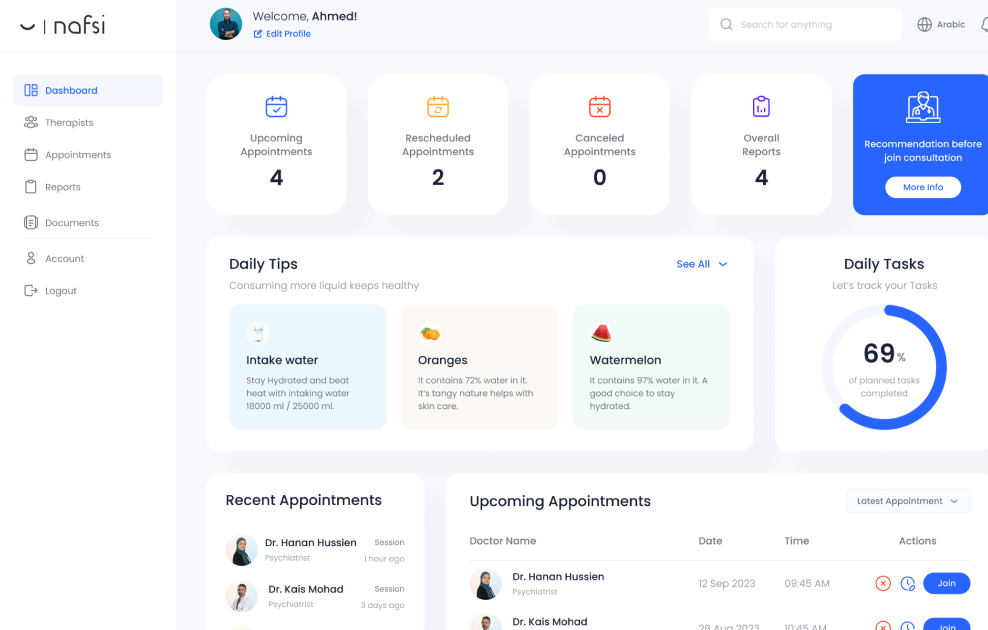 nafsi
Welcome, Ahmed!
Edit Profile
Search for anything
Arabic
Dashboard
Therapists
Appointments
Reports
Documents
Account
Logout
Upcoming
Appointments
4
Rescheduled
Appointments
2
Canceled
Appointments
0
Overall
Reports
4
Recommendation before
join consultation
More Info
Daily Tips
See All
Consuming more liquid keeps healthy
Intake water
Stay Hydrated and beat
heat with intaking water
18000 ml / 25000 ml.
Oranges
It contains 72% water in it.
It's tangy nature helps with
skin care.
Watermelon
It contains 97% water in it. A
good choice to stay
hydrated.
Daily Tasks
Let's track your Tasks
69%
of planned tasks
completed
Recent Appointments
Dr. Hanan Hussien Session
Psychiatrist 1 hour ago
Dr. Kais Mohad Session
Psychiatrist 3 days ago
Upcoming Appointments
Latest Appointment
Doctor Name Date Time Actions
Dr. Hanan Hussien
Psychiatrist
12 Sep 2023 09:45 AM Join
Dr. Kais Mohad
28 Aug 2023 10:45 AM Join